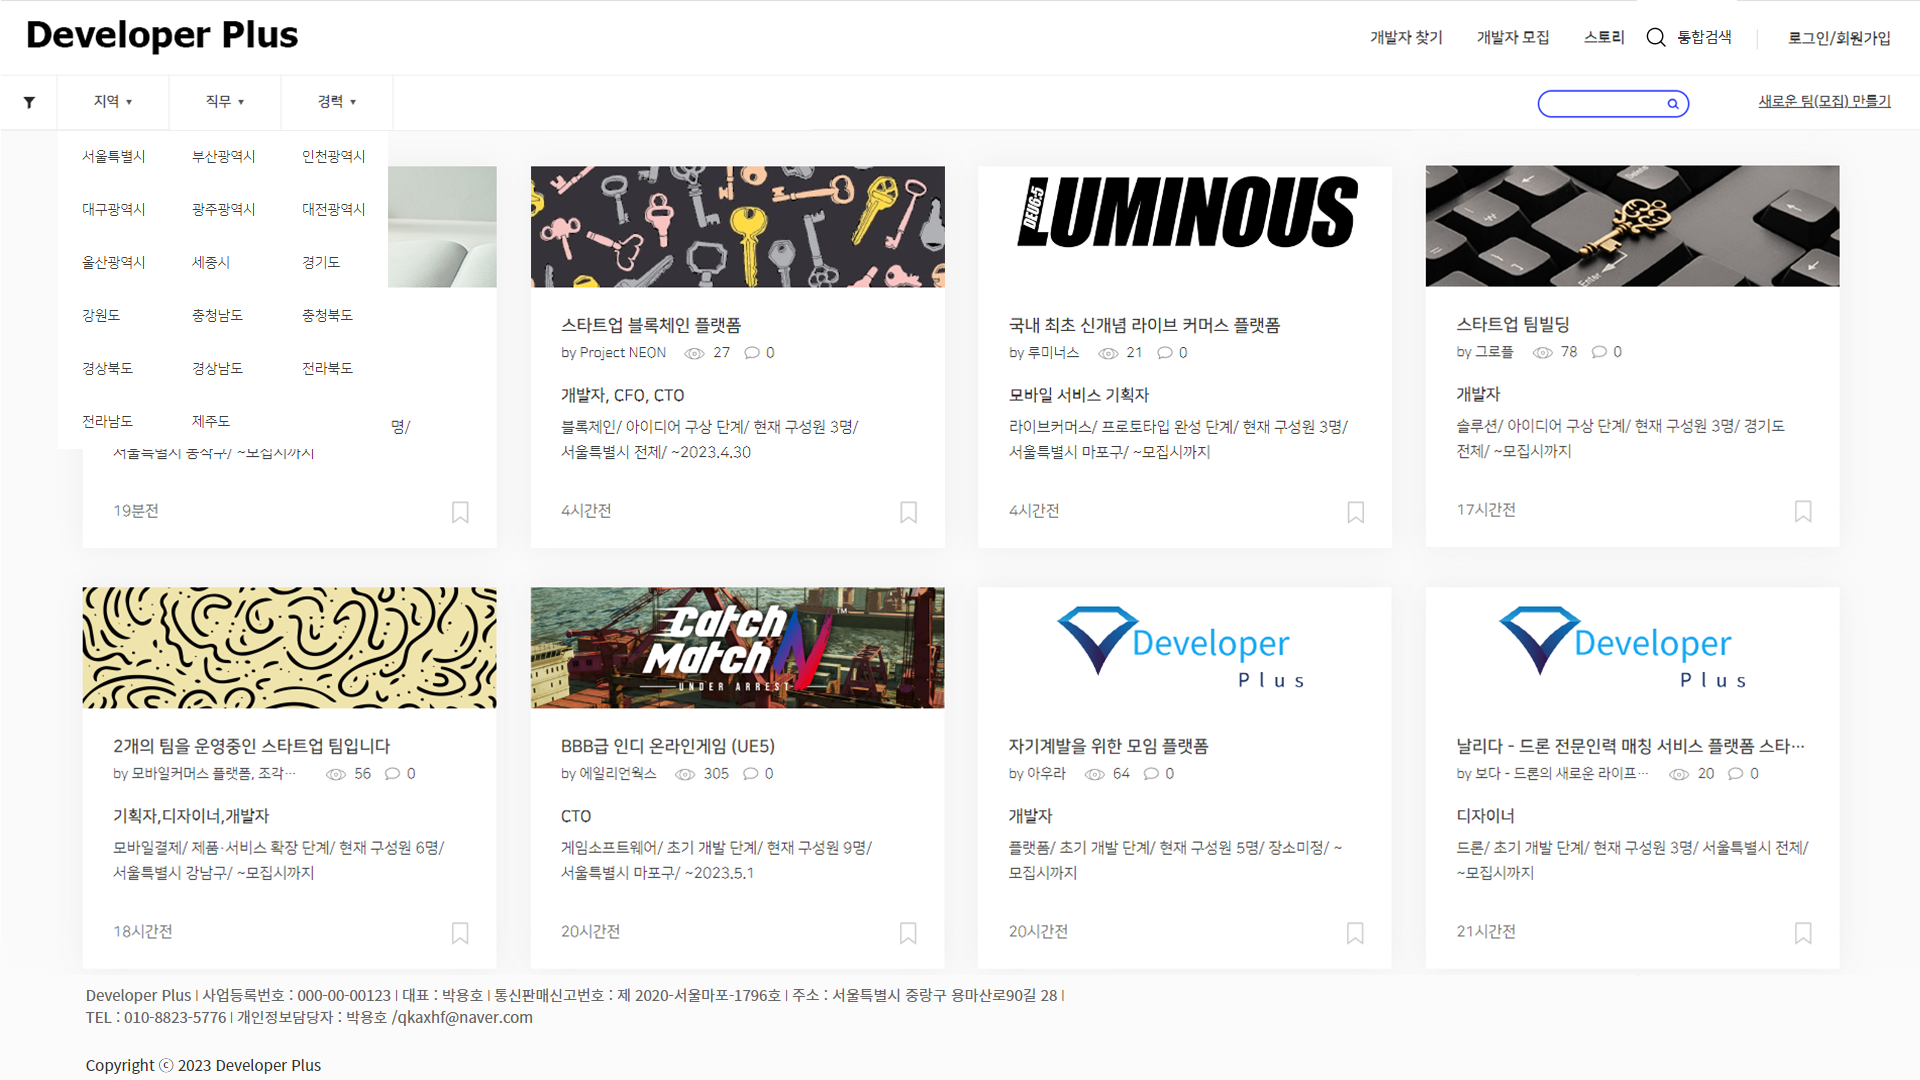 Developer Plus
개발자 찾기 개발자 모집 스토리 통합검색 로그인/회원가입
지역 ▼ 직무 ▼ 경력 ▼ 새로운 팀(모집) 만들기
서울특별시 부산광역시 인천광역시
대구광역시 광주광역시 대전광역시
울산광역시 세종시 경기도
강원도 충청남도 충청북도
경상북도 경상남도 전라북도
전라남도 제주도
명/
서울특별시 동작구/ ~모집시까지
19분전
스타트업 블록체인 플랫폼
by Project NEON 27 0
개발자, CFO, CTO
블록체인/ 아이디어 구상 단계/ 현재 구성원 3명/
서울특별시 전체/ ~2023.4.30
4시간전
DEUG:5 LUMINOUS
국내 최초 신개념 라이브 커머스 플랫폼
by 루미너스 21 0
모바일 서비스 기획자
라이브커머스/ 프로토타입 완성 단계/ 현재 구성원 3명/
서울특별시 마포구/ ~모집시까지
4시간전
Enter
스타트업 팀빌딩
by 그로플 78 0
개발자
솔루션/ 아이디어 구상 단계/ 현재 구성원 3명/ 경기도
전체/ ~모집시까지
17시간전
2개의 팀을 운영중인 스타트업 팀입니다
by 모바일커머스 플랫폼, 조각··· 56 0
기획자,디자이너,개발자
모바일결제/ 제품·서비스 확장 단계/ 현재 구성원 6명/
서울특별시 강남구/ ~모집시까지
18시간전
Catch
Match N ™
UNDER ARREST
BBB급 인디 온라인게임 (UE5)
by 에일리언웍스 305 0
CTO
게임소프트웨어/ 초기 개발 단계/ 현재 구성원 9명/
서울특별시 마포구/ ~2023.5.1
20시간전
Developer
Plus
자기계발을 위한 모임 플랫폼
by 아우라 64 0
개발자
플랫폼/ 초기 개발 단계/ 현재 구성원 5명/ 장소미정/ ~
모집시까지
20시간전
Developer
Plus
날리다 - 드론 전문인력 매칭 서비스 플랫폼 스타···
by 보다 - 드론의 새로운 라이프··· 20 0
디자이너
드론/ 초기 개발 단계/ 현재 구성원 3명/ 서울특별시 전체/
~모집시까지
21시간전
Developer Plus | 사업등록번호 : 000-00-00123 | 대표 : 박용호 | 통신판매신고번호 : 제 2020-서울마포-1796호 | 주소 : 서울특별시 중랑구 용마산로90길 28 |
TEL : 010-8823-5776 | 개인정보담당자 : 박용호 /qkaxhf@naver.com
Copyright ⓒ 2023 Developer Plus